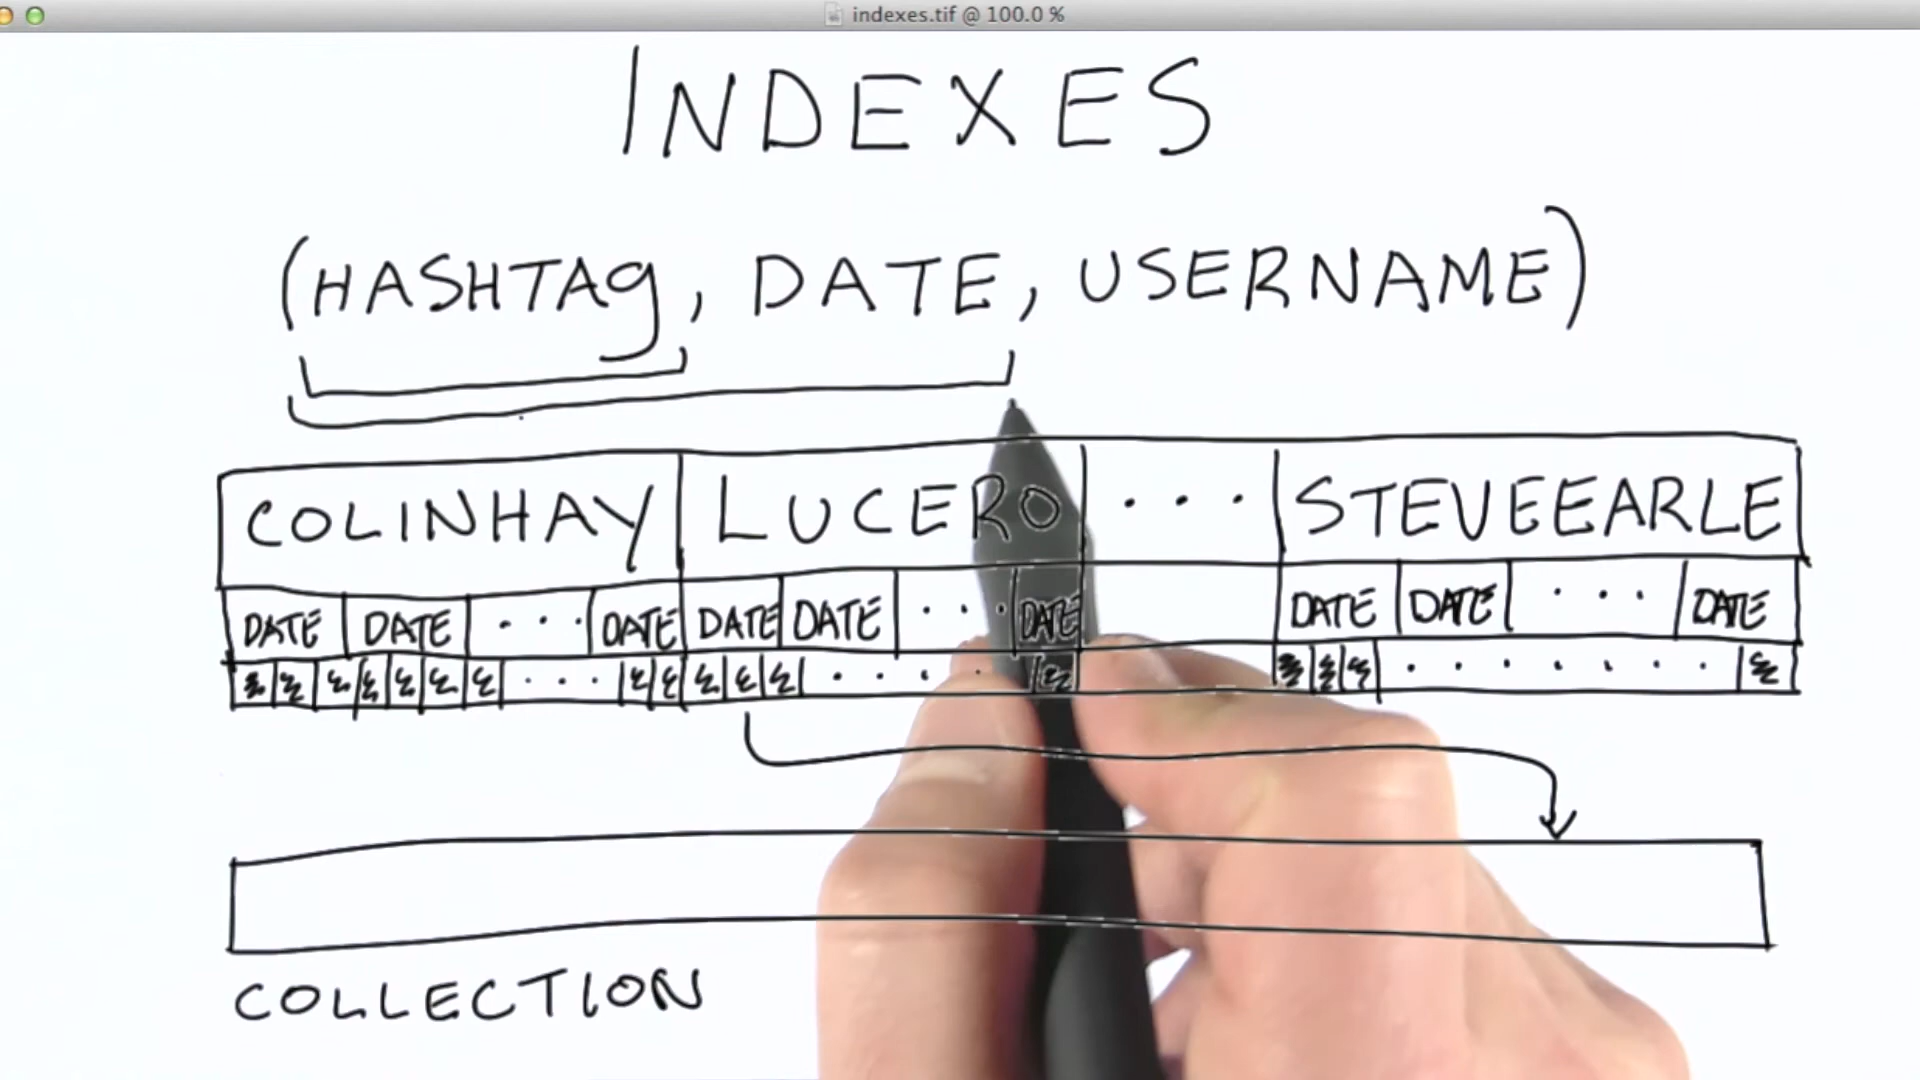 indexes.tif @ 100.0 %
INDEXES
(HASHTAG, DATE, USERNAME)
COLINHAY LUCERO ... STEVEEARLE
DATE DATE ... DATE DATE DATE ... DATE DATE DATE ... DATE
COLLECTION